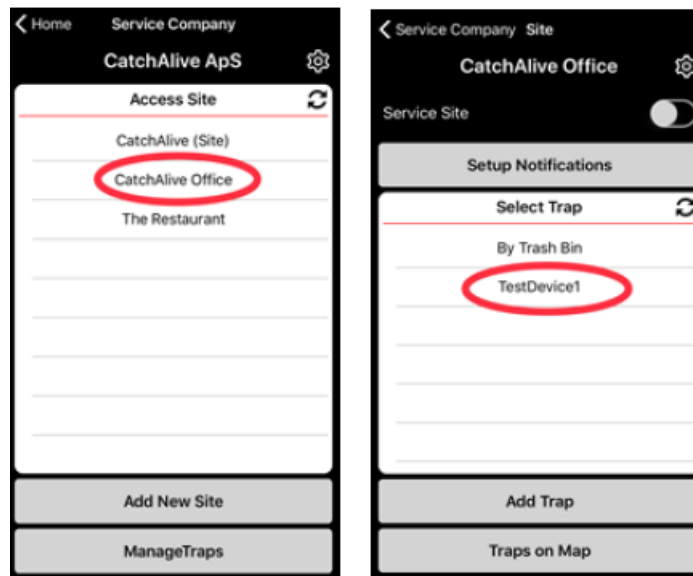 Home Service Company
CatchAlive ApS
Access Site
CatchAlive (Site)
CatchAlive Office
The Restaurant
Add New Site
ManageTraps
Service Company Site
CatchAlive Office
Service Site
Setup Notifications
Select Trap
By Trash Bin
TestDevice1
Add Trap
Traps on Map